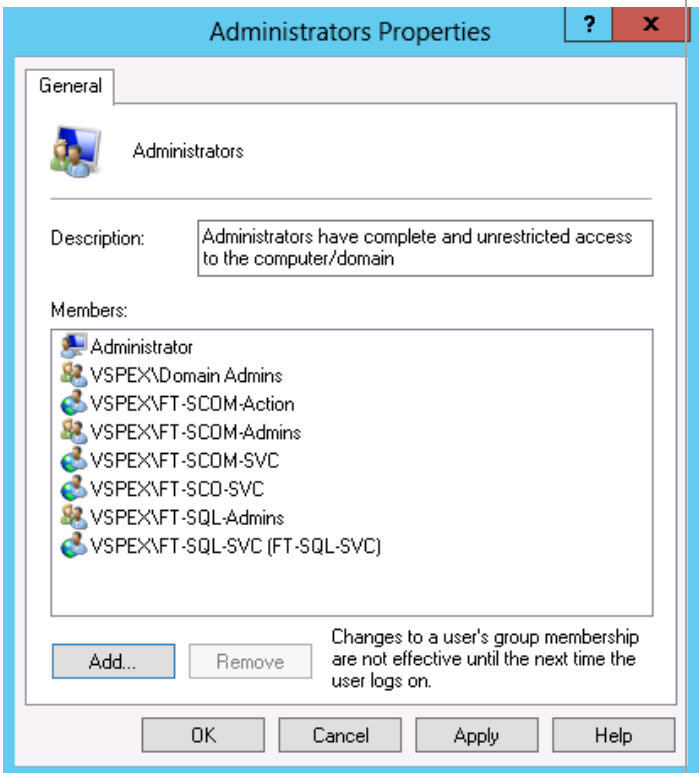 Administrators Properties
?
x
General
Administrators
Description:
Administrators have complete and unrestricted access
to the computer/domain
Members:
Administrator
VSPEX\Domain Admins
VSPEX\FT-SCOM-Action
VSPEX\FT-SCOM-Admins
VSPEX\FT-SCOM-SVC
VSPEX\FT-SCO-SVC
VSPEX\FT-SQL-Admins
VSPEX\FT-SQL-SVC (FT-SQL-SVC)
Add...
Remove
Changes to a user's group membership
are not effective until the next time the
user logs on.
OK
Cancel
Apply
Help